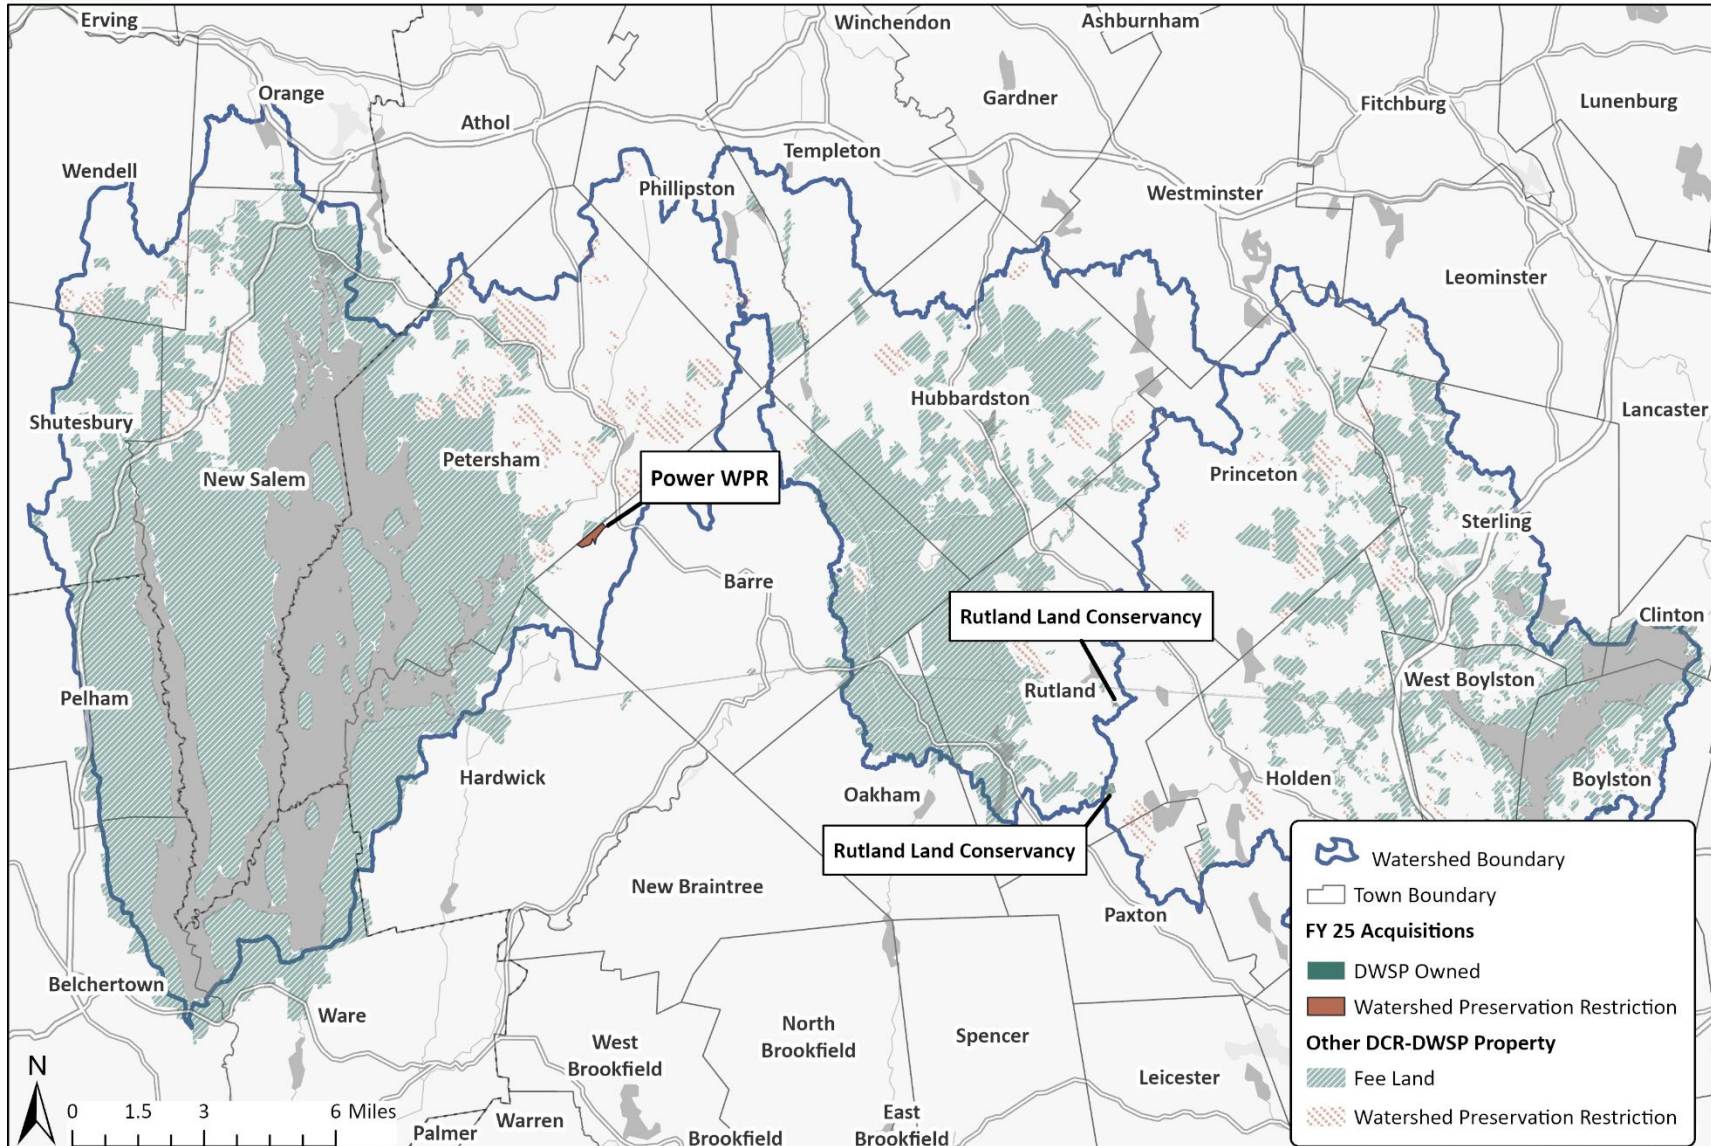 Erving
Winchendon
Ashburnham
Orange
Gardner
Fitchburg
Lunenburg
Athol
Templeton
Wendell
Phillipston
Westminster
Leominster
Hubbardston
Lancaster
Shutesbury
Petersham
Princeton
New Salem
Power WPR
Sterling
Barre
Rutland Land Conservancy
Clinton
Pelham
Rutland
West Boylston
Hardwick
Oakham
Holden
Boylston
Rutland Land Conservancy
New Braintree
Paxton
Belchertown
Ware
West
Brookfield
North
Brookfield
Spencer
Leicester
Warren
Palmer
Brookfield
East
Brookfield
N
0 1.5 3 6 Miles
Watershed Boundary
Town Boundary
FY 25 Acquisitions
DWSP Owned
Watershed Preservation Restriction
Other DCR-DWSP Property
Fee Land
Watershed Preservation Restriction